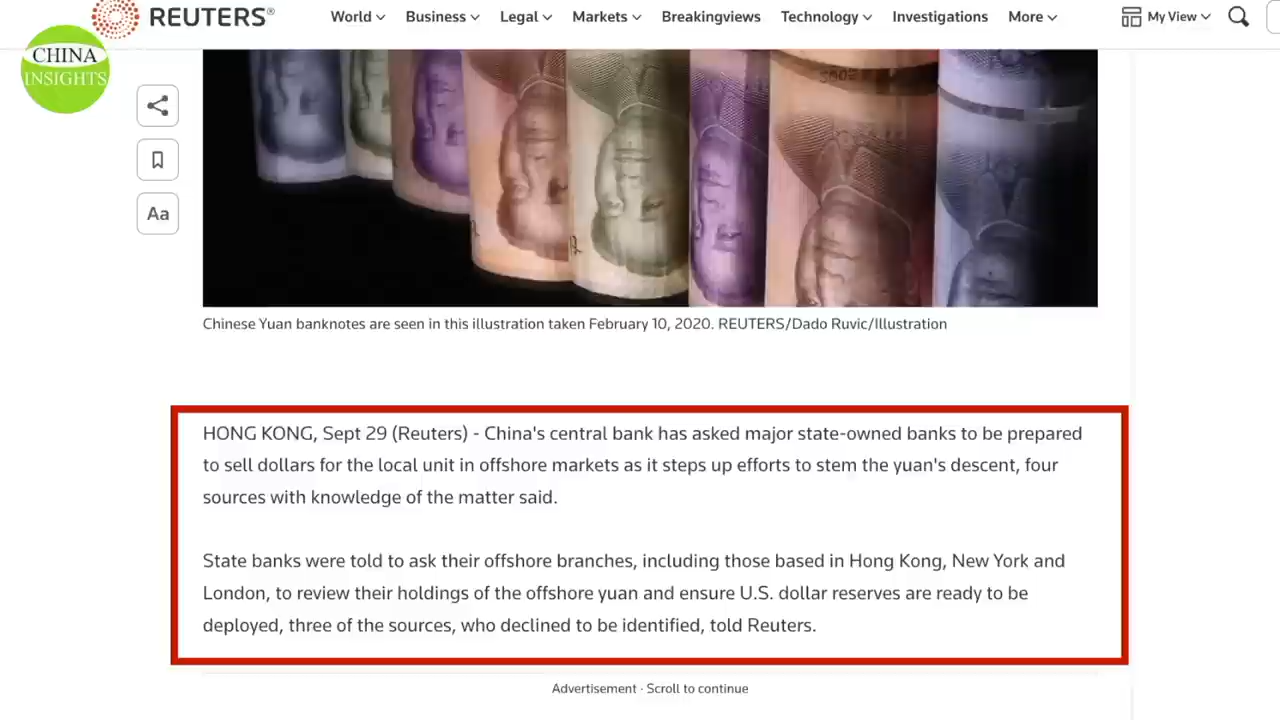 REUTERS®
World Business Legal Markets Breakingviews Technology Investigations More My View
CHINA
INSIGHTS
Aa
Chinese Yuan banknotes are seen in this illustration taken February 10, 2020. REUTERS/Dado Ruvic/Illustration
HONG KONG, Sept 29 (Reuters) - China's central bank has asked major state-owned banks to be prepared
to sell dollars for the local unit in offshore markets as it steps up efforts to stem the yuan's descent, four
sources with knowledge of the matter said.
State banks were told to ask their offshore branches, including those based in Hong Kong, New York and
London, to review their holdings of the offshore yuan and ensure U.S. dollar reserves are ready to be
deployed, three of the sources, who declined to be identified, told Reuters.
Advertisement · Scroll to continue